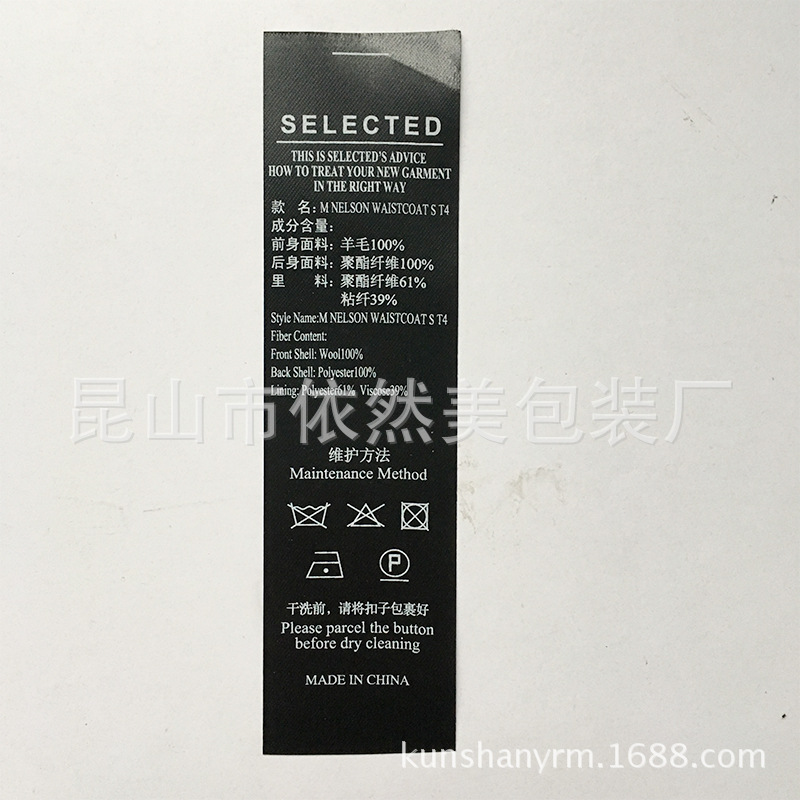 SELECTED
THIS IS SELECTED'S ADVICE
HOW TO TREAT YOUR NEW GARMENT
IN THE RIGHT WAY
款 名: M NELSON WAISTCOAT S T4
成分含量:
前身面料: 羊毛100%
后身面料: 聚酯纤维100%
里 料: 聚酯纤维61%
粘纤39%
Style Name:M NELSON WAISTCOAT S T4
Fiber Content:
Front Shell: Wool100%
Back Shell: Polyester100%
Lining: Polyester61% Viscose39%
昆山市依然美包装厂
维护方法
Maintenance Method
P
干洗前，请将扣子包裹好
Please parcel the button
before dry cleaning
MADE IN CHINA
kunshanyrm.1688.com